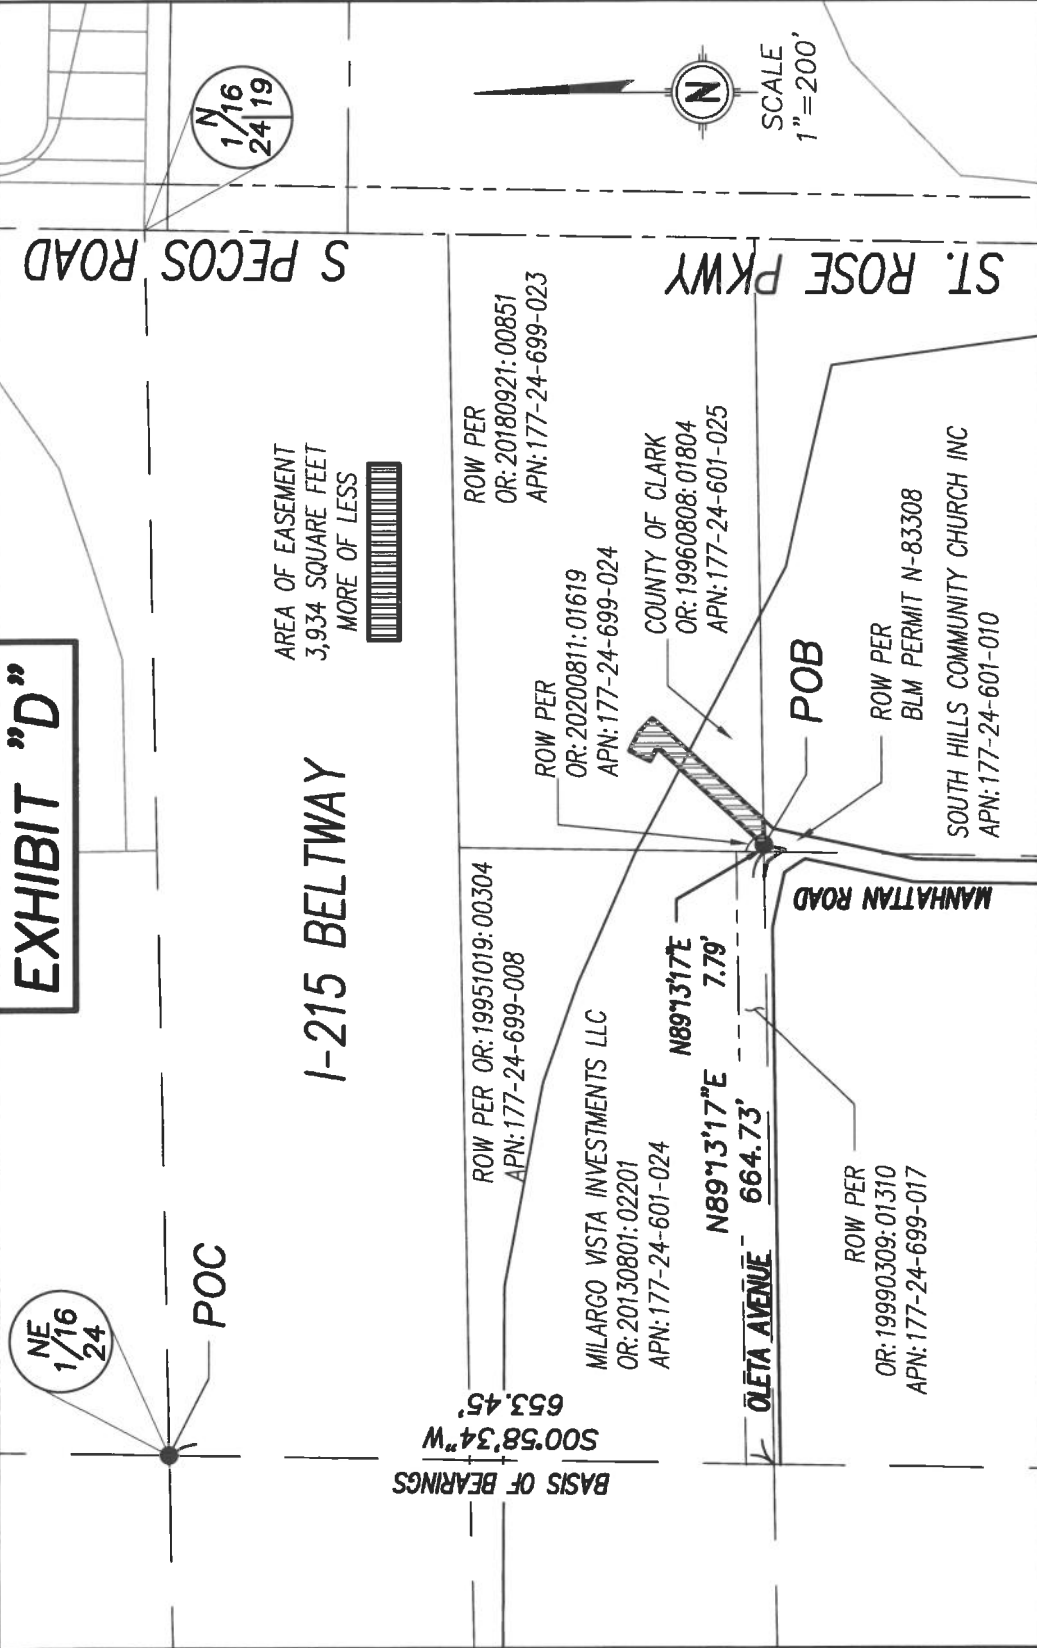 EXHIBIT "D"
NE
1/16
24
POC
N
1/16
24 19
S PECOS ROAD
I-215 BELTWAY
AREA OF EASEMENT
3,934 SQUARE FEET
MORE OF LESS
N
SCALE
1"=200'
ST. ROSE PKWY
BASIS OF BEARINGS
S00°58'34"W
653.45'
ROW PER OR:19951019:00304
APN:177-24-699-008
ROW PER
OR:20180921:00851
APN:177-24-699-023
ROW PER
OR:20200811:01619
APN:177-24-699-024
COUNTY OF CLARK
OR:19960808:01804
APN:177-24-601-025
MILARGO VISTA INVESTMENTS LLC
OR:20130801:02201
APN:177-24-601-024
N89°13'17"E
7.79'
N89°13'17"E
664.73'
OLETA AVENUE
POB
ROW PER
BLM PERMIT N-83308
MANHATTAN ROAD
ROW PER
OR:19990309:01310
APN:177-24-699-017
SOUTH HILLS COMMUNITY CHURCH INC
APN:177-24-601-010